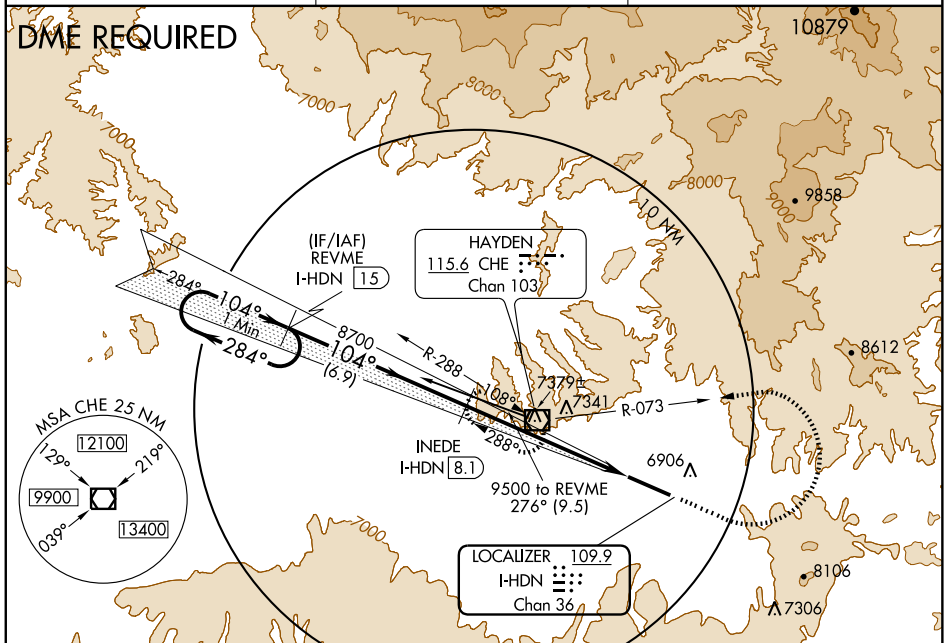 DME REQUIRED
10879
8000
7000
7000
8000
9000
9858
10 NM
(IF/IAF)
REVME
I-HDN 15
HAYDEN
115.6 CHE
Chan 103
284°
104°
1 Min
284°
8700
104°
(6.9)
R-288
108°
288°
7379±
7341
R-073
8612
MSA CHE 25 NM
12100
129°
219°
9900
039°
13400
INEDE
I-HDN 8.1
6906
9500 to REVME
276° (9.5)
7000
LOCALIZER 109.9
I-HDN
Chan 36
8106
7306